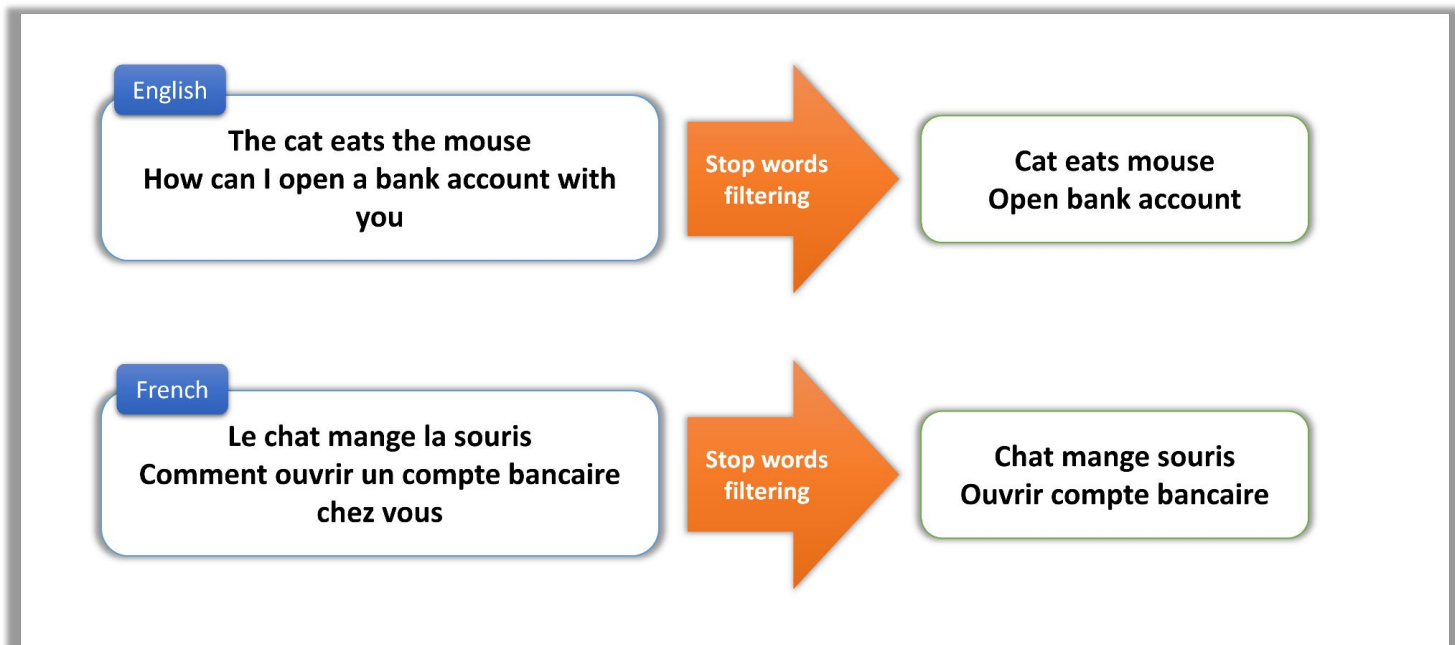 English
The cat eats the mouse
How can I open a bank account with
you
Stop words
filtering
Cat eats mouse
Open bank account
French
Le chat mange la souris
Comment ouvrir un compte bancaire
chez vous
Stop words
filtering
Chat mange souris
Ouvrir compte bancaire